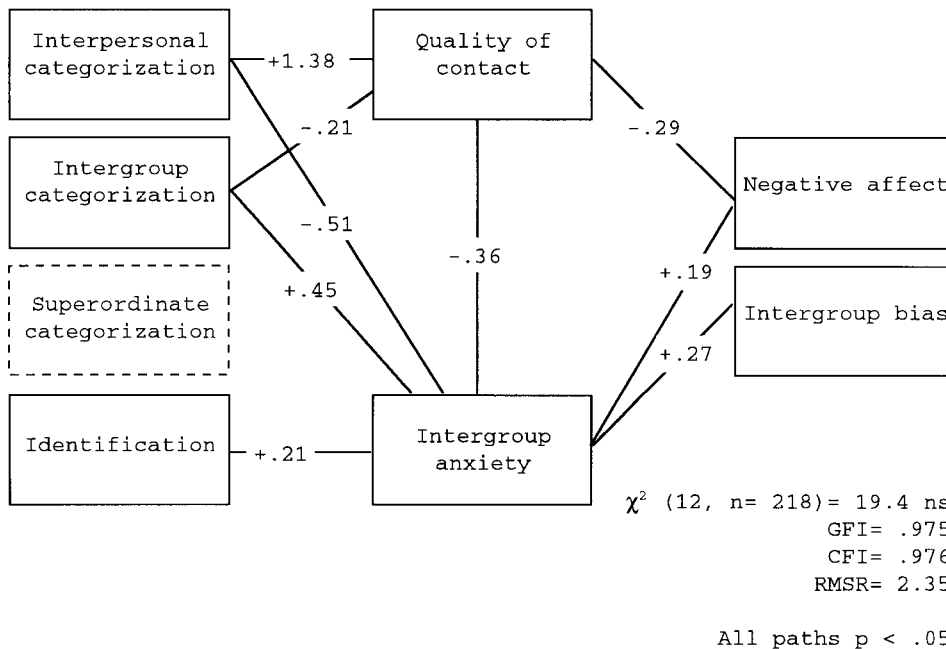 Interpersonal
categorization
+1.38
Quality of
contact
-.21
-.29
Intergroup
categorization
Negative affect
-.51
-.36
+.19
+.45
Superordinate
categorization
Intergroup bias
+.27
Identification
+.21
Intergroup
anxiety
χ² (12, n= 218)= 19.4 ns
GFI= .975
CFI= .976
RMSR= 2.35
All paths p < .05